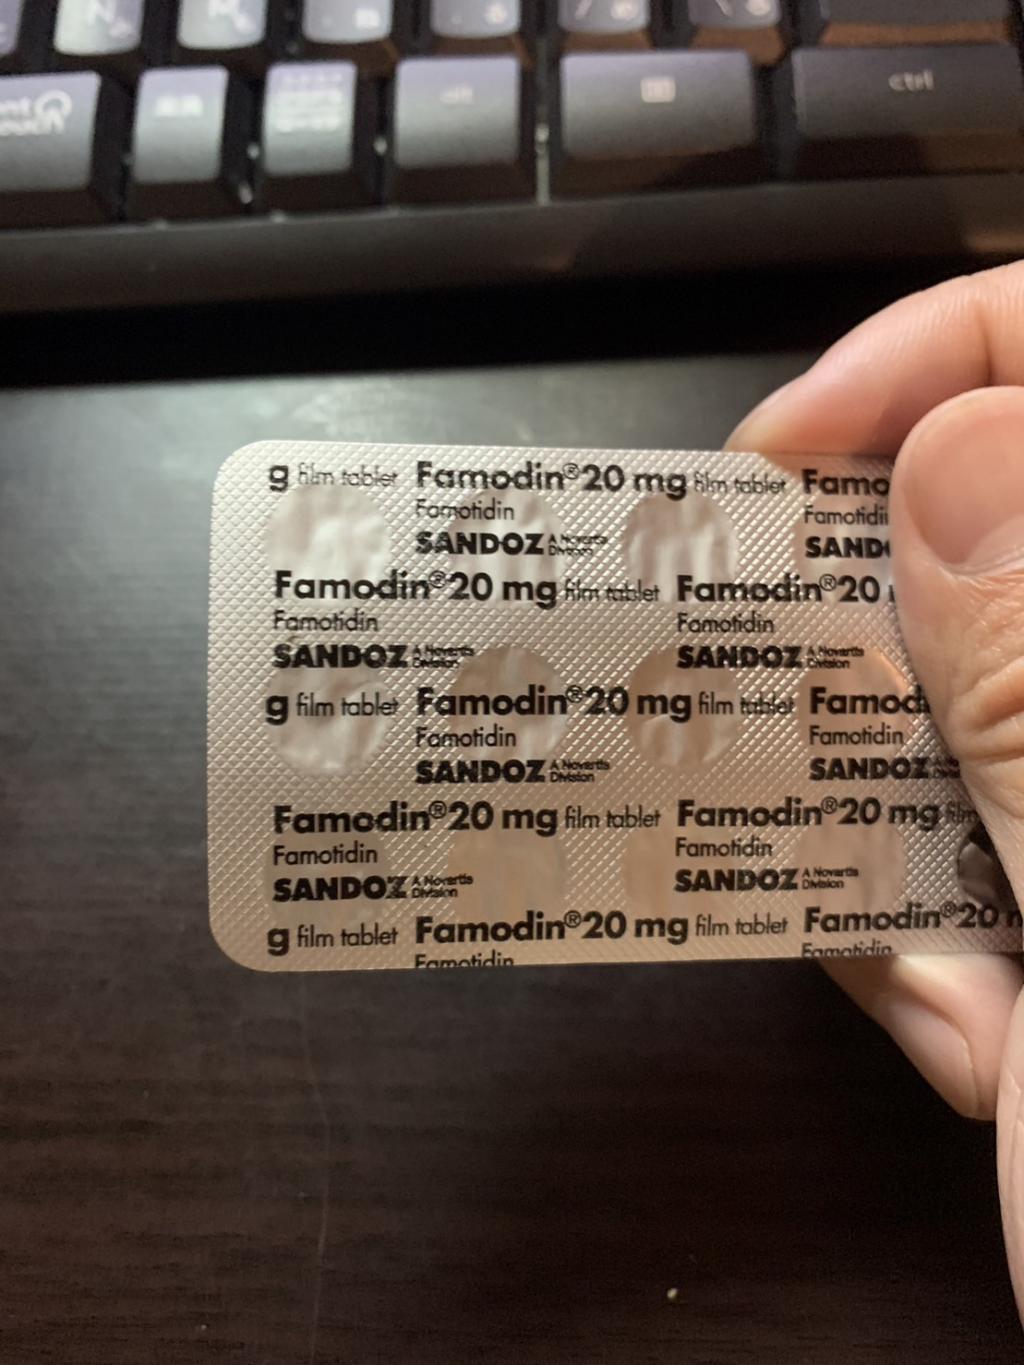 ctrl
g film tablet Famodin®20 mg film tablet Famo
Famotidin Famotidi
SANDOZ A Novartis Division SAND
Famodin®20 mg film tablet Famodin®20
Famotidin Famotidin
SANDOZ A Novartis Division SANDOZ A Novartis Division
g film tablet Famodin®20 mg film tablet Famod
Famotidin Famotidin
SANDOZ A Novartis Division SANDOZ
Famodin®20 mg film tablet Famodin®20 mg film
Famotidin Famotidin
SANDOZ A Novartis Division SANDOZ A Novartis Division
g film tablet Famodin®20 mg film tablet Famodin®20
Famotidin Famotidin